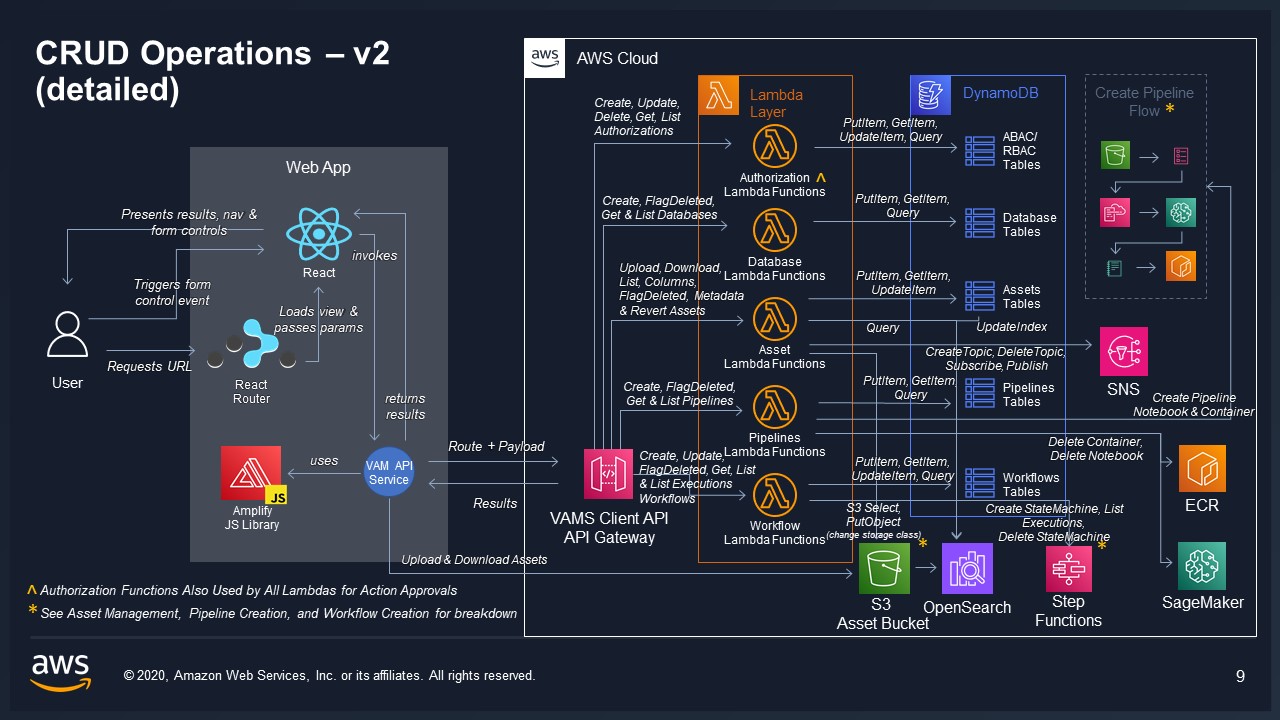 CRUD Operations – v2
(detailed)
aws
AWS Cloud
Web App
Presents results, nav &
form controls
React
invokes
Triggers form
control event
Loads view &
passes params
User
Requests URL
React
Router
returns
results
uses
VAM API
Service
JS
Amplify
JS Library
Route + Payload
Results
Upload & Download Assets
VAMS Client API
API Gateway
Create, Update,
Delete, Get, List
Authorizations
Create, FlagDeleted,
Get & List Databases
Upload, Download,
List, Columns,
FlagDeleted, Metadata
& Revert Assets
Create, FlagDeleted,
Get & List Pipelines
Create, Update,
FlagDeleted, Get, List
& List Executions
Workflows
Lambda
Layer
Authorization ^
Lambda Functions
Database
Lambda Functions
Asset
Lambda Functions
Pipelines
Lambda Functions
Workflow
Lambda Functions
PutItem, GetItem,
UpdateItem, Query
PutItem, GetItem,
Query
PutItem, GetItem,
UpdateItem
Query
UpdateIndex
CreateTopic, DeleteTopic,
Subscribe, Publish
PutItem, GetItem,
Query
PutItem, GetItem,
UpdateItem, Query
S3 Select,
PutObject
(change storage class)
DynamoDB
ABAC/
RBAC
Tables
Database
Tables
Assets
Tables
Pipelines
Tables
Workflows
Tables
Create StateMachine, List
Executions,
Delete StateMachine
Create Pipeline
Flow *
SNS
Create Pipeline
Notebook & Container
Delete Container,
Delete Notebook
ECR
SageMaker
*
S3
Asset Bucket
OpenSearch
*
Step
Functions
^ Authorization Functions Also Used by All Lambdas for Action Approvals
* See Asset Management, Pipeline Creation, and Workflow Creation for breakdown
aws
© 2020, Amazon Web Services, Inc. or its affiliates. All rights reserved.
9